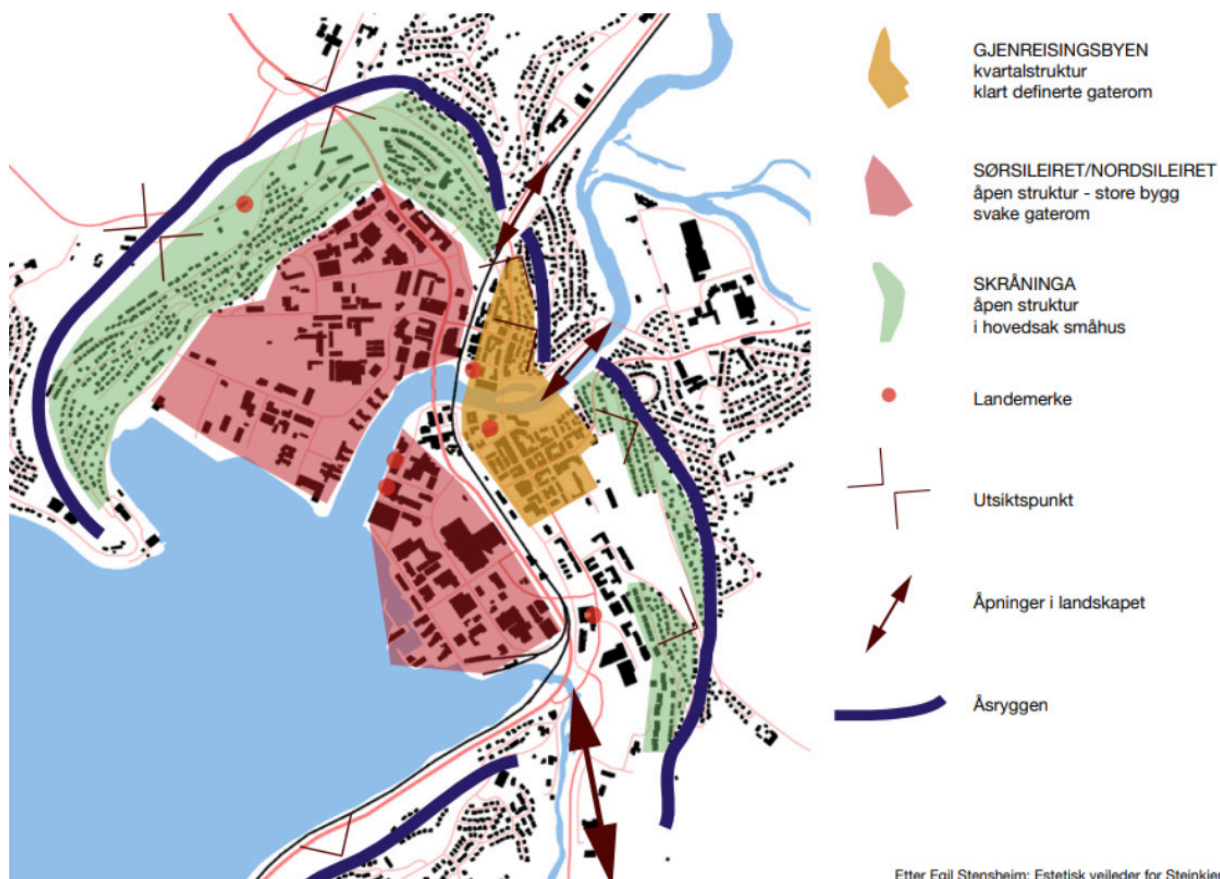 GJENREISINGSBYEN
kvartalstruktur
klart definerte gaterom
SØRSILEIRET/NORDSILEIRET
åpen struktur - store bygg
svake gaterom
SKRÅNINGA
åpen struktur
i hovedsak småhus
Landemerke
Utsiktspunkt
Åpninger i landskapet
Åsryggen
Etter Egil Stensheim: Estetisk veileder for Steinkjer